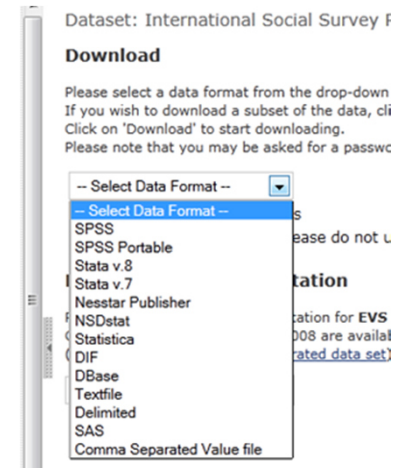 Dataset: International Social Survey
Download
Please select a data format from the drop-down
If you wish to download a subset of the data,
Click on 'Download' to start downloading.
Please note that you may be asked for a
-- Select Data Format --
-- Select Data Format --
SPSS
SPSS Portable
ease do not
Stata v.8
Stata v.7
tation
Nesstar Publisher
NSDstat
tation for EVS
Statistica
008 are
DIF
rated data set)
DBase
Textfile
Delimited
SAS
Comma Separated Value file